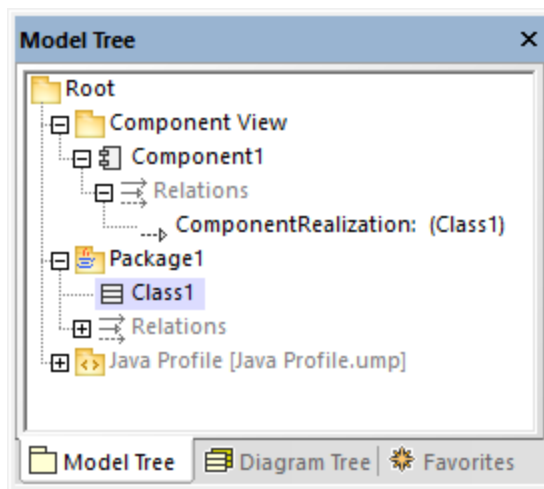 Model Tree
Root
Component View
Component1
Relations
ComponentRealization: (Class1)
Package1
Class1
Relations
Java Profile [Java Profile.ump]
Model Tree Diagram Tree Favorites